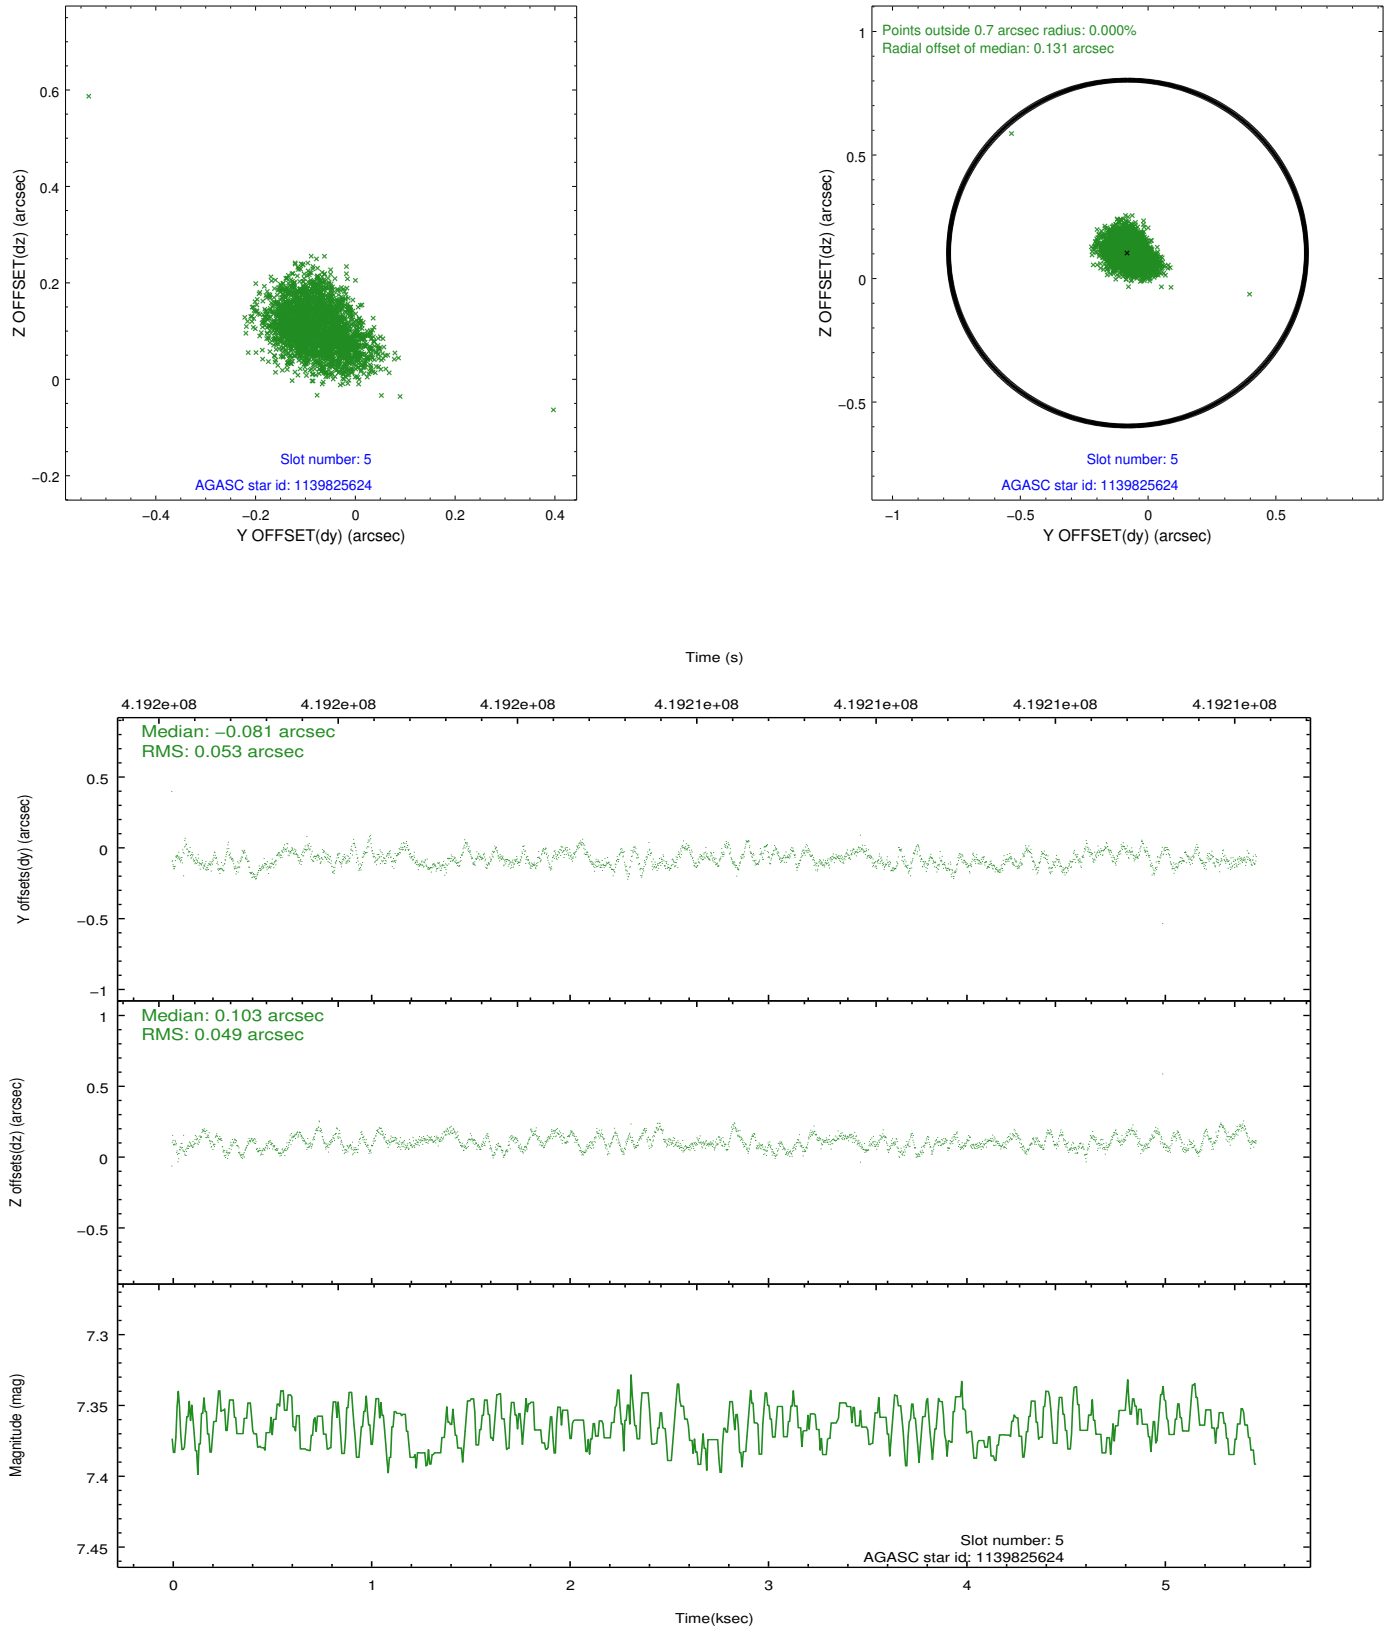 0.6
0.4
0.2
0
−0.2
Z OFFSET(dz) (arcsec)
Slot number: 5
AGASC star id: 1139825624
−0.4 −0.2 0 0.2 0.4
Y OFFSET(dy) (arcsec)
Points outside 0.7 arcsec radius: 0.000%
Radial offset of median: 0.131 arcsec
1
0.5
0
−0.5
Z OFFSET(dz) (arcsec)
Slot number: 5
AGASC star id: 1139825624
−1 −0.5 0 0.5
Y OFFSET(dy) (arcsec)
Time (s)
4.192e+08 4.192e+08 4.192e+08 4.1921e+08 4.1921e+08 4.1921e+08 4.1921e+08
Median: −0.081 arcsec
RMS: 0.053 arcsec
0.5
0
−0.5
−1
Y offsets(dy) (arcsec)
Median: 0.103 arcsec
RMS: 0.049 arcsec
1
0.5
0
−0.5
Z offsets(dz) (arcsec)
7.3
7.35
7.4
7.45
Magnitude (mag)
Slot number: 5
AGASC star id: 1139825624
0 1 2 3 4 5
Time(ksec)